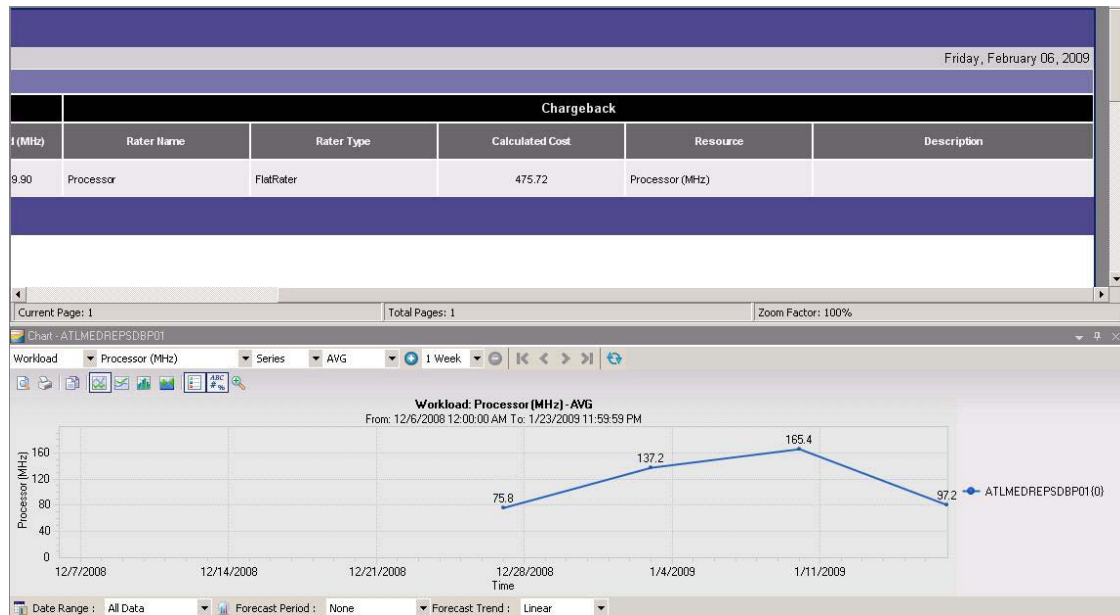 Friday, February 06, 2009
Chargeback
d (MHz) Rater Name Rater Type Calculated Cost Resource Description
9.90 Processor FlatRater 475.72 Processor (MHz)
Current Page: 1 Total Pages: 1 Zoom Factor: 100%
Chart - ATLMEDREPSDBP01
Workload Processor (MHz) Series AVG 1 Week
ABC
# %
Workload: Processor (MHz) - AVG
From: 12/6/2008 12:00:00 AM To: 1/23/2009 11:59:59 PM
Processor (MHz)
160
120
80
40
0
75.8
137.2
165.4
97.2
ATLMEDREPSDBP01{0}
12/7/2008 12/14/2008 12/21/2008 12/28/2008 1/4/2009 1/11/2009
Time
Date Range : All Data Forecast Period : None Forecast Trend : Linear